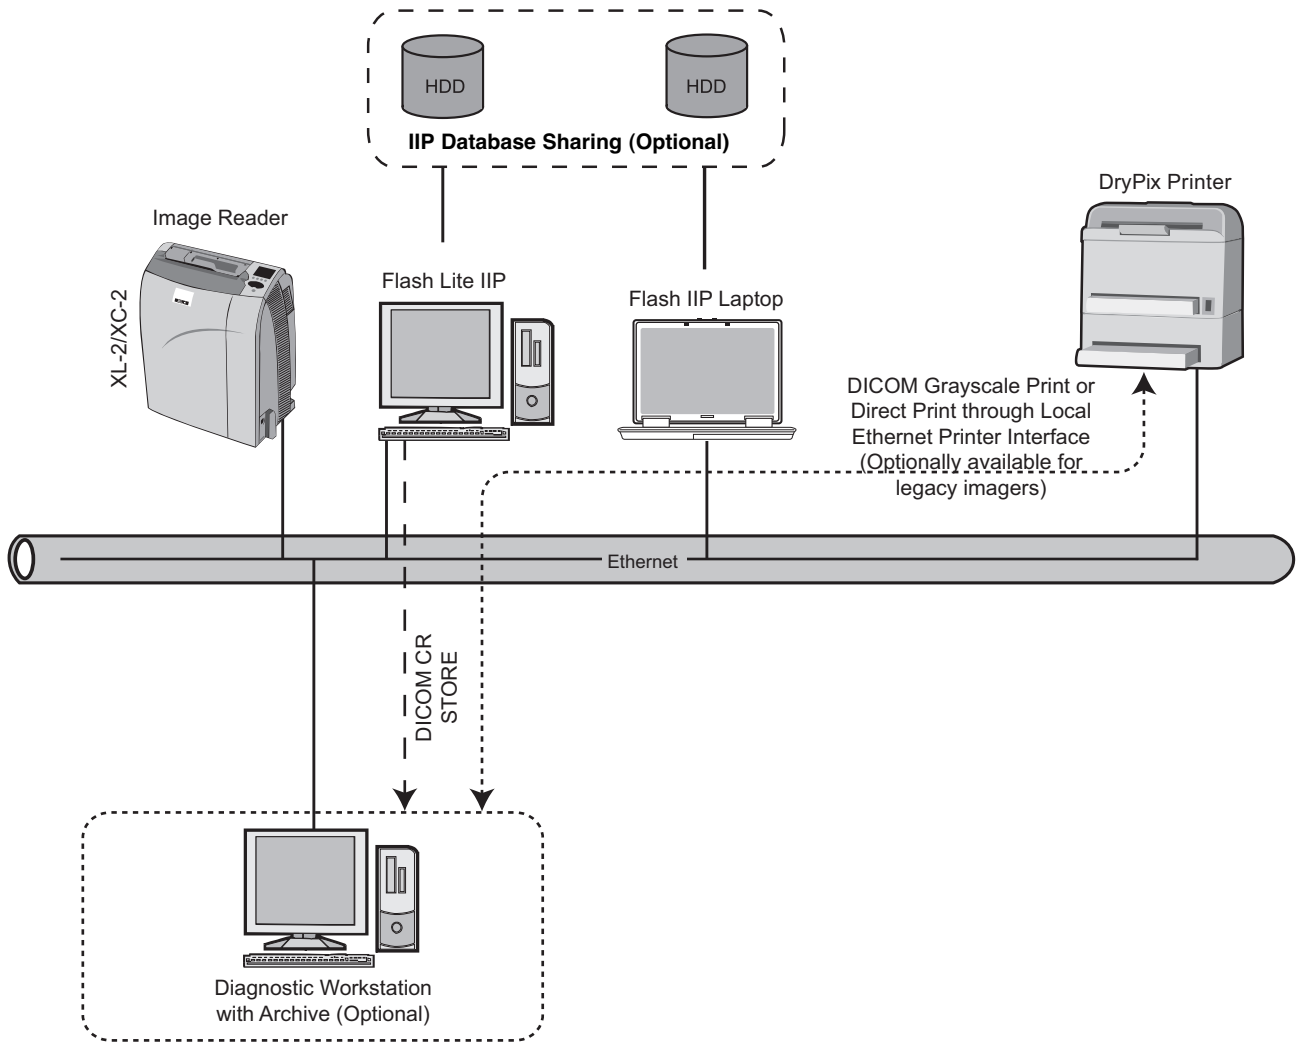 HDD
HDD
IIP Database Sharing (Optional)
DryPix Printer
Image Reader
XL-2/XC-2
Flash Lite IIP
Flash IIP Laptop
DICOM Grayscale Print or
Direct Print through Local
Ethernet Printer Interface
(Optionally available for
legacy imagers)
Ethernet
DICOM CR
STORE
Diagnostic Workstation
with Archive (Optional)